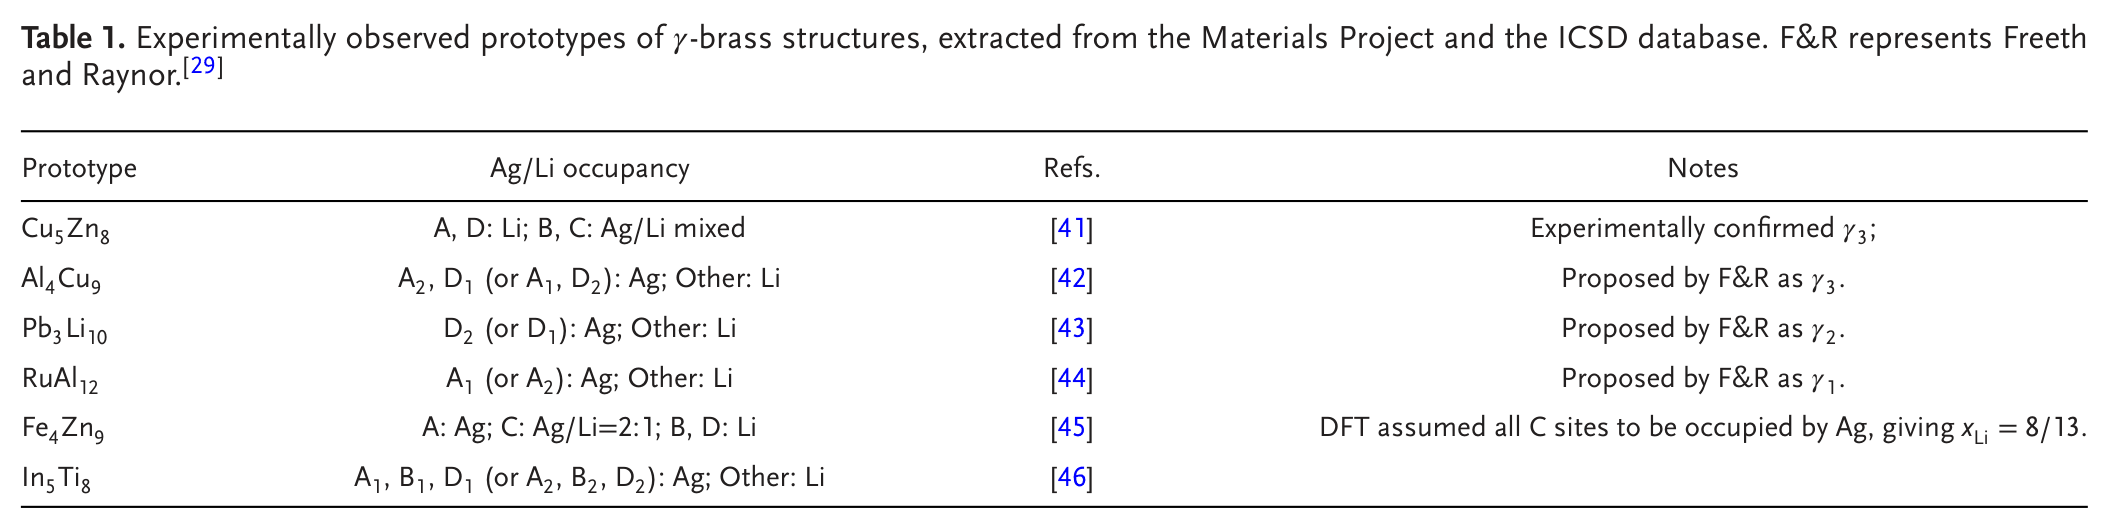 Table 1. Experimentally observed prototypes of γ-brass structures, extracted from the Materials Project and the ICSD database. F&R represents Freeth
and Raynor.[29]
Prototype Ag/Li occupancy Refs. Notes
Cu₅Zn₈ A, D: Li; B, C: Ag/Li mixed [41] Experimentally confirmed γ₃;
Al₄Cu₉ A₂, D₁ (or A₁, D₂): Ag; Other: Li [42] Proposed by F&R as γ₃.
Pb₃Li₁₀ D₂ (or D₁): Ag; Other: Li [43] Proposed by F&R as γ₂.
RuAl₁₂ A₁ (or A₂): Ag; Other: Li [44] Proposed by F&R as γ₁.
Fe₄Zn₉ A: Ag; C: Ag/Li=2:1; B, D: Li [45] DFT assumed all C sites to be occupied by Ag, giving x_Li = 8/13.
In₅Ti₈ A₁, B₁, D₁ (or A₂, B₂, D₂): Ag; Other: Li [46]